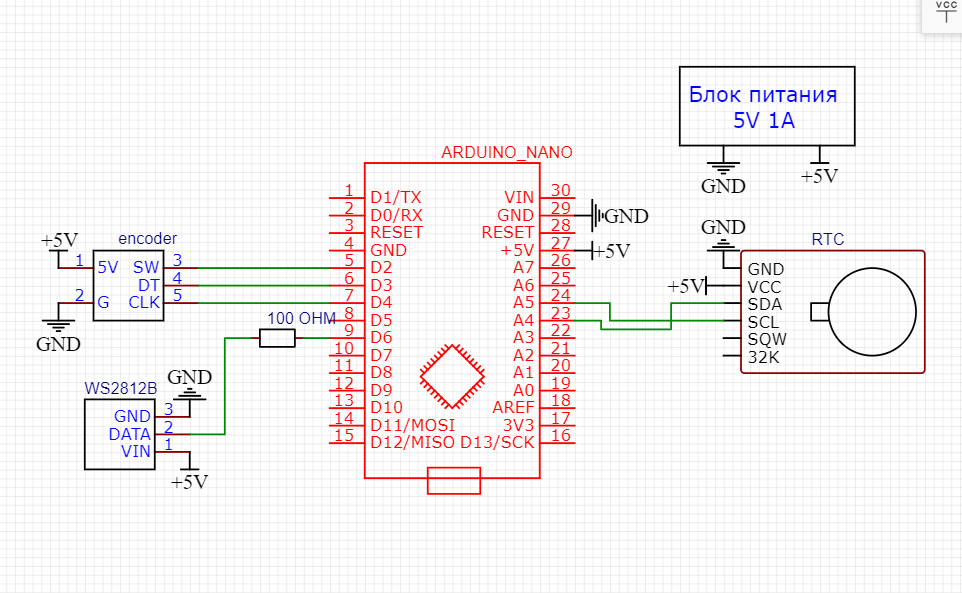 VCC
Блок питания
5V 1A
GND
+5V
ARDUINO_NANO
1 D1/TX VIN 30
2 D0/RX GND 29 GND
3 RESET RESET 28
4 GND +5V 27 +5V
5 D2 A7 26
6 D3 A6 25
7 D4 A5 24
8 D5 A4 23
9 D6 A3 22
10 D7 A2 21
11 D8 A1 20
12 D9 A0 19
13 D10 AREF 18
14 D11/MOSI 3V3 17
15 D12/MISO D13/SCK 16
+5V
encoder
1 5V SW 3
DT 4
2 G CLK 5
GND
100 OHM
WS2812B
GND
GND 3
DATA 2
VIN 1
+5V
GND
RTC
GND
+5V VCC
SDA
SCL
SQW
32K